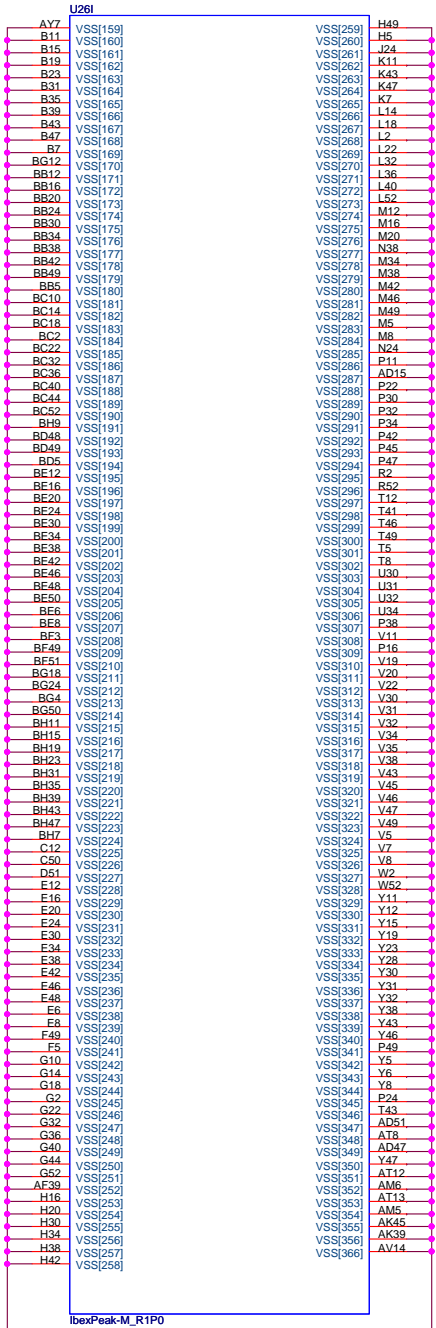 U26I
AY7 VSS[159] VSS[259] H49
B11 VSS[160] VSS[260] H5
B15 VSS[161] VSS[261] J24
B19 VSS[162] VSS[262] K11
B23 VSS[163] VSS[263] K43
B31 VSS[164] VSS[264] K47
B35 VSS[165] VSS[265] K7
B39 VSS[166] VSS[266] L14
B43 VSS[167] VSS[267] L18
B47 VSS[168] VSS[268] L2
B7 VSS[169] VSS[269] L22
BG12 VSS[170] VSS[270] L32
BB12 VSS[171] VSS[271] L36
BB16 VSS[172] VSS[272] L40
BB20 VSS[173] VSS[273] L52
BB24 VSS[174] VSS[274] M12
BB30 VSS[175] VSS[275] M16
BB34 VSS[176] VSS[276] M20
BB38 VSS[177] VSS[277] N38
BB42 VSS[178] VSS[278] M34
BB49 VSS[179] VSS[279] M38
BB5 VSS[180] VSS[280] M42
BC10 VSS[181] VSS[281] M46
BC14 VSS[182] VSS[282] M49
BC18 VSS[183] VSS[283] M5
BC2 VSS[184] VSS[284] M8
BC22 VSS[185] VSS[285] N24
BC32 VSS[186] VSS[286] P11
BC36 VSS[187] VSS[287] AD15
BC40 VSS[188] VSS[288] P22
BC44 VSS[189] VSS[289] P30
BC52 VSS[190] VSS[290] P32
BH9 VSS[191] VSS[291] P34
BD48 VSS[192] VSS[292] P42
BD49 VSS[193] VSS[293] P45
BD5 VSS[194] VSS[294] P47
BE12 VSS[195] VSS[295] R2
BE16 VSS[196] VSS[296] R52
BE20 VSS[197] VSS[297] T12
BE24 VSS[198] VSS[298] T41
BE30 VSS[199] VSS[299] T46
BE34 VSS[200] VSS[300] T49
BE38 VSS[201] VSS[301] T5
BE42 VSS[202] VSS[302] T8
BE46 VSS[203] VSS[303] U30
BE48 VSS[204] VSS[304] U31
BE50 VSS[205] VSS[305] U32
BE6 VSS[206] VSS[306] U34
BE8 VSS[207] VSS[307] P38
BF3 VSS[208] VSS[308] V11
BF49 VSS[209] VSS[309] P16
BF51 VSS[210] VSS[310] V19
BG18 VSS[211] VSS[311] V20
BG24 VSS[212] VSS[312] V22
BG4 VSS[213] VSS[313] V30
BG50 VSS[214] VSS[314] V31
BH11 VSS[215] VSS[315] V32
BH15 VSS[216] VSS[316] V34
BH19 VSS[217] VSS[317] V35
BH23 VSS[218] VSS[318] V38
BH31 VSS[219] VSS[319] V43
BH35 VSS[220] VSS[320] V45
BH39 VSS[221] VSS[321] V46
BH43 VSS[222] VSS[322] V47
BH47 VSS[223] VSS[323] V49
BH7 VSS[224] VSS[324] V5
C12 VSS[225] VSS[325] V7
C50 VSS[226] VSS[326] V8
D51 VSS[227] VSS[327] W2
E12 VSS[228] VSS[328] W52
E16 VSS[229] VSS[329] Y11
E20 VSS[230] VSS[330] Y12
E24 VSS[231] VSS[331] Y15
E30 VSS[232] VSS[332] Y19
E34 VSS[233] VSS[333] Y23
E38 VSS[234] VSS[334] Y28
E42 VSS[235] VSS[335] Y30
E46 VSS[236] VSS[336] Y31
E48 VSS[237] VSS[337] Y32
E6 VSS[238] VSS[338] Y38
E8 VSS[239] VSS[339] Y43
F49 VSS[240] VSS[340] Y46
F5 VSS[241] VSS[341] P49
G10 VSS[242] VSS[342] Y5
G14 VSS[243] VSS[343] Y6
G18 VSS[244] VSS[344] Y8
G2 VSS[245] VSS[345] P24
G22 VSS[246] VSS[346] T43
G32 VSS[247] VSS[347] AD51
G36 VSS[248] VSS[348] AT8
G40 VSS[249] VSS[349] AD47
G44 VSS[250] VSS[350] Y47
G52 VSS[251] VSS[351] AT12
AF39 VSS[252] VSS[352] AM6
H16 VSS[253] VSS[353] AT13
H20 VSS[254] VSS[354] AM5
H30 VSS[255] VSS[355] AK45
H34 VSS[256] VSS[356] AK39
H38 VSS[257] VSS[366] AV14
H42 VSS[258]
IbexPeak-M_R1P0